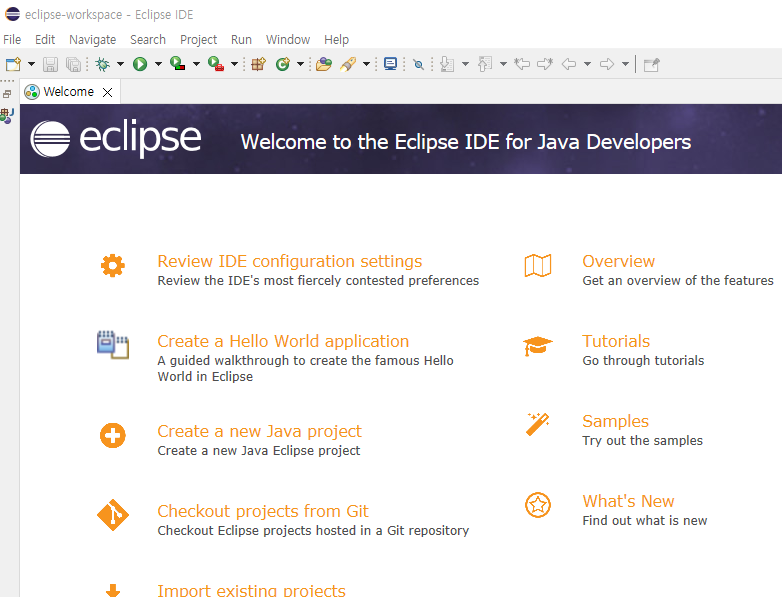 eclipse-workspace - Eclipse IDE
File Edit Navigate Search Project Run Window Help
Welcome
eclipse
Welcome to the Eclipse IDE for Java Developers
Review IDE configuration settings
Review the IDE's most fiercely contested preferences
Overview
Get an overview of the features
Create a Hello World application
A guided walkthrough to create the famous Hello
World in Eclipse
Tutorials
Go through tutorials
Create a new Java project
Create a new Java Eclipse project
Samples
Try out the samples
Checkout projects from Git
Checkout Eclipse projects hosted in a Git repository
What's New
Find out what is new
Import existing projects